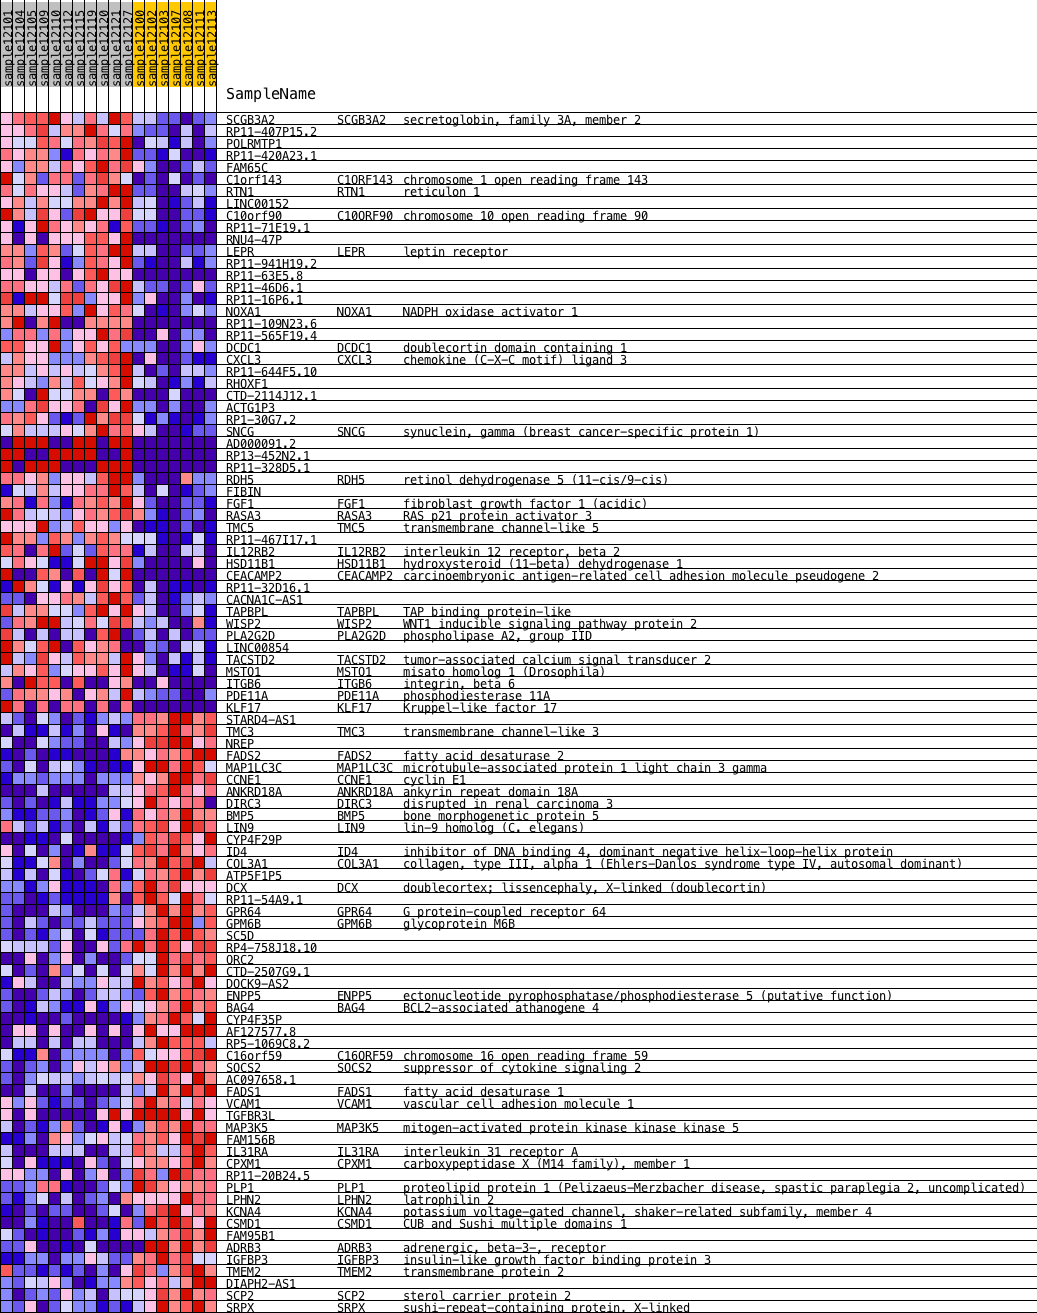 sample12101 sample12104 sample12105 sample12109 sample12110 sample12112 sample12115 sample12119 sample12120 sample12121 sample12127 sample12100 sample12102 sample12103 sample12107 sample12108 sample12111 sample12113
SampleName
SCGB3A2 SCGB3A2 secretoglobin, family 3A, member 2
RP11-407P15.2
POLRMTP1
RP11-420A23.1
FAM65C
C1orf143 C1ORF143 chromosome 1 open reading frame 143
RTN1 RTN1 reticulon 1
LINC00152
C10orf90 C10ORF90 chromosome 10 open reading frame 90
RP11-71E19.1
RNU4-47P
LEPR LEPR leptin receptor
RP11-941H19.2
RP11-63E5.8
RP11-46D6.1
RP11-16P6.1
NOXA1 NOXA1 NADPH oxidase activator 1
RP11-109N23.6
RP11-565F19.4
DCDC1 DCDC1 doublecortin domain containing 1
CXCL3 CXCL3 chemokine (C-X-C motif) ligand 3
RP11-644F5.10
RHOXF1
CTD-2114J12.1
ACTG1P3
RP1-30G7.2
SNCG SNCG synuclein, gamma (breast cancer-specific protein 1)
AD000091.2
RP13-452N2.1
RP11-328D5.1
RDH5 RDH5 retinol dehydrogenase 5 (11-cis/9-cis)
FIBIN
FGF1 FGF1 fibroblast growth factor 1 (acidic)
RASA3 RASA3 RAS p21 protein activator 3
TMC5 TMC5 transmembrane channel-like 5
RP11-467I17.1
IL12RB2 IL12RB2 interleukin 12 receptor, beta 2
HSD11B1 HSD11B1 hydroxysteroid (11-beta) dehydrogenase 1
CEACAMP2 CEACAMP2 carcinoembryonic antigen-related cell adhesion molecule pseudogene 2
RP11-32D16.1
CACNA1C-AS1
TAPBPL TAPBPL TAP binding protein-like
WISP2 WISP2 WNT1 inducible signaling pathway protein 2
PLA2G2D PLA2G2D phospholipase A2, group IID
LINC00854
TACSTD2 TACSTD2 tumor-associated calcium signal transducer 2
MSTO1 MSTO1 misato homolog 1 (Drosophila)
ITGB6 ITGB6 integrin, beta 6
PDE11A PDE11A phosphodiesterase 11A
KLF17 KLF17 Kruppel-like factor 17
STARD4-AS1
TMC3 TMC3 transmembrane channel-like 3
NREP
FADS2 FADS2 fatty acid desaturase 2
MAP1LC3C MAP1LC3C microtubule-associated protein 1 light chain 3 gamma
CCNE1 CCNE1 cyclin E1
ANKRD18A ANKRD18A ankyrin repeat domain 18A
DIRC3 DIRC3 disrupted in renal carcinoma 3
BMP5 BMP5 bone morphogenetic protein 5
LIN9 LIN9 lin-9 homolog (C. elegans)
CYP4F29P
ID4 ID4 inhibitor of DNA binding 4, dominant negative helix-loop-helix protein
COL3A1 COL3A1 collagen, type III, alpha 1 (Ehlers-Danlos syndrome type IV, autosomal dominant)
ATP5F1P5
DCX DCX doublecortex; lissencephaly, X-linked (doublecortin)
RP11-54A9.1
GPR64 GPR64 G protein-coupled receptor 64
GPM6B GPM6B glycoprotein M6B
SC5D
RP4-758J18.10
ORC2
CTD-2507G9.1
DOCK9-AS2
ENPP5 ENPP5 ectonucleotide pyrophosphatase/phosphodiesterase 5 (putative function)
BAG4 BAG4 BCL2-associated athanogene 4
CYP4F35P
AF127577.8
RP5-1069C8.2
C16orf59 C16ORF59 chromosome 16 open reading frame 59
SOCS2 SOCS2 suppressor of cytokine signaling 2
AC097658.1
FADS1 FADS1 fatty acid desaturase 1
VCAM1 VCAM1 vascular cell adhesion molecule 1
TGFBR3L
MAP3K5 MAP3K5 mitogen-activated protein kinase kinase kinase 5
FAM156B
IL31RA IL31RA interleukin 31 receptor A
CPXM1 CPXM1 carboxypeptidase X (M14 family), member 1
RP11-20B24.5
PLP1 PLP1 proteolipid protein 1 (Pelizaeus-Merzbacher disease, spastic paraplegia 2, uncomplicated)
LPHN2 LPHN2 latrophilin 2
KCNA4 KCNA4 potassium voltage-gated channel, shaker-related subfamily, member 4
CSMD1 CSMD1 CUB and Sushi multiple domains 1
FAM95B1
ADRB3 ADRB3 adrenergic, beta-3-, receptor
IGFBP3 IGFBP3 insulin-like growth factor binding protein 3
TMEM2 TMEM2 transmembrane protein 2
DIAPH2-AS1
SCP2 SCP2 sterol carrier protein 2
SRPX SRPX sushi-repeat-containing protein, X-linked